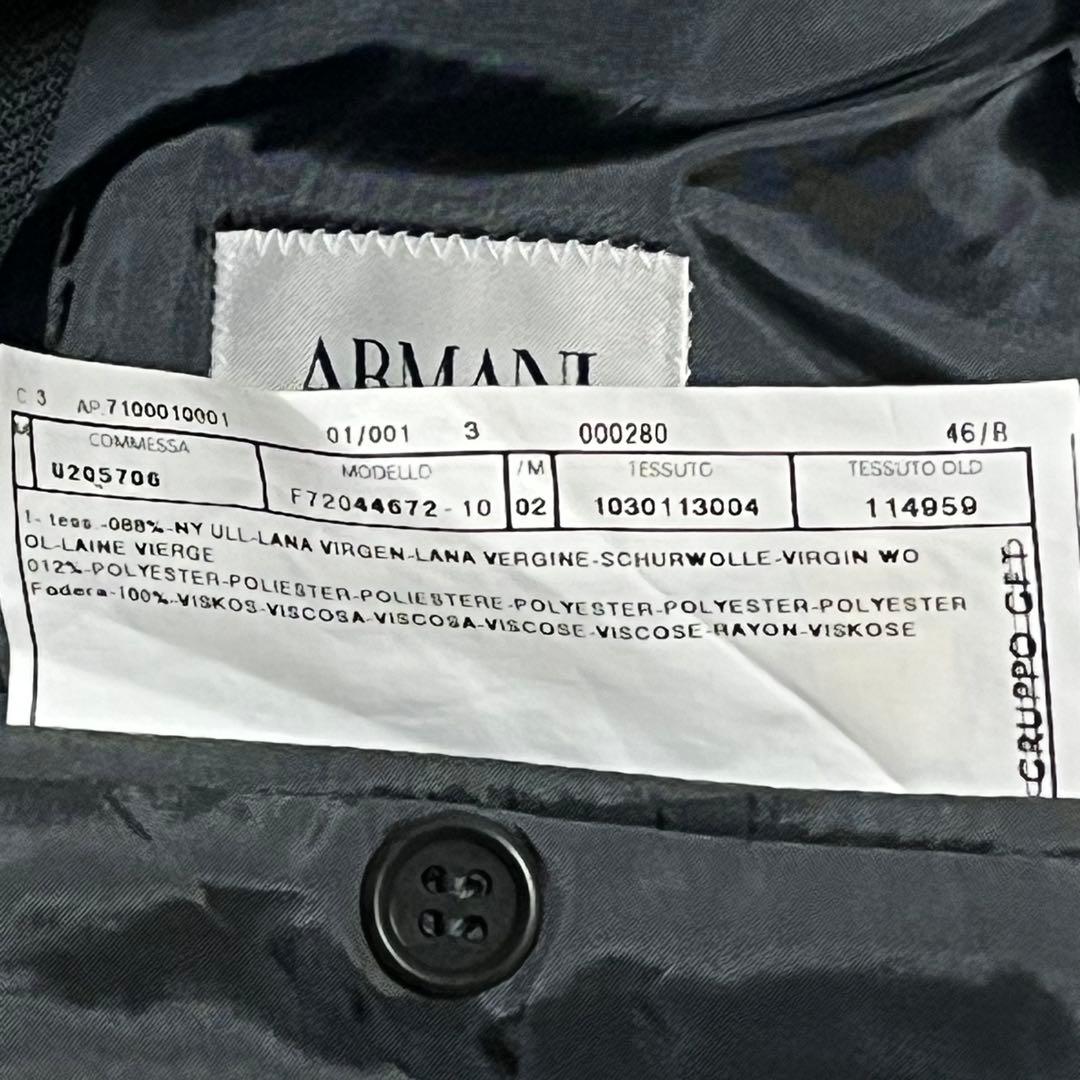 ARMANI
C 3 AP.7100010001 01/001 3 000280 46/R
COMMESSA MODELLO /M TESSUTO TESSUTO OLD
U205706 F72044672-10 02 1030113004 114959
1- tess.-088%-NY ULL-LANA VIRGEN-LANA VERGINE-SCHURWOLLE-VIRGIN WO
OL-LAINE VIERGE
012%-POLYESTER-POLIESTER-POLIESTERE-POLYESTER-POLYESTER-POLYESTER
Fodera-100%-VISKOS-VISCOSA-VISCOSA-VISCOSE-VISCOSE-RAYON-VISKOSE
GRUPPO GFT